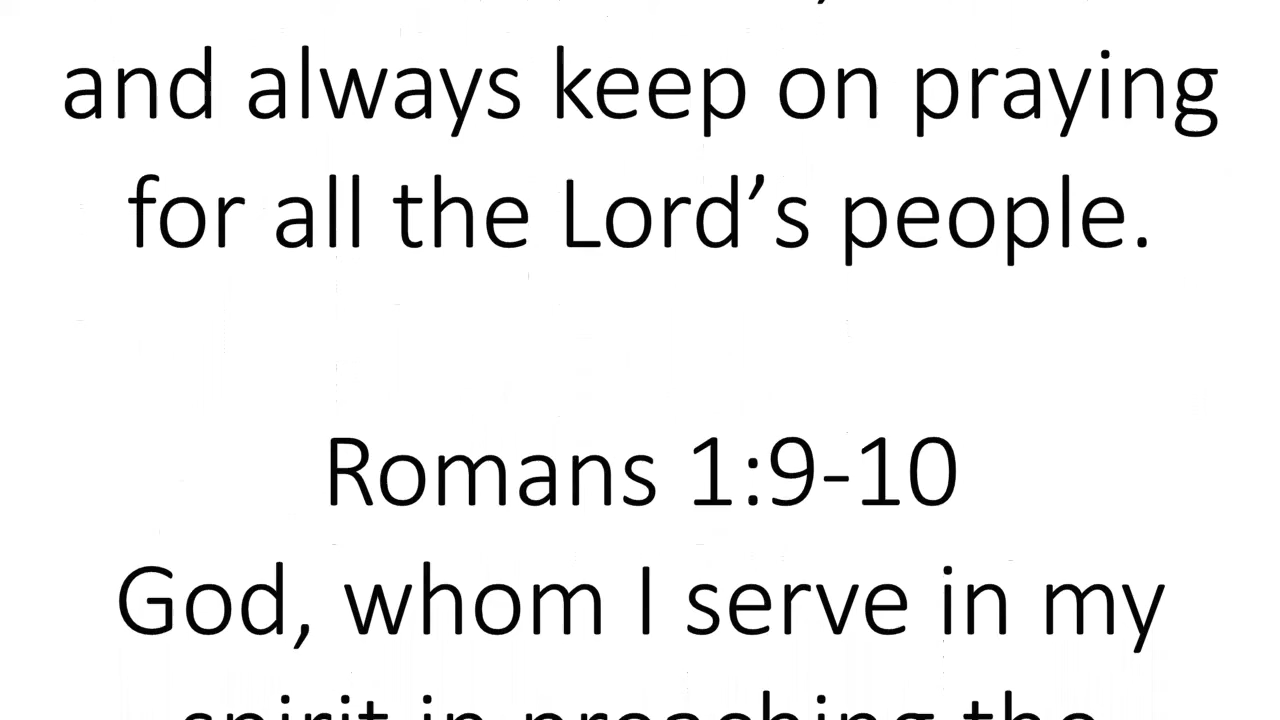 and always keep on praying
for all the Lord’s people.
Romans 1:9-10
God, whom I serve in my
spirit in preaching the